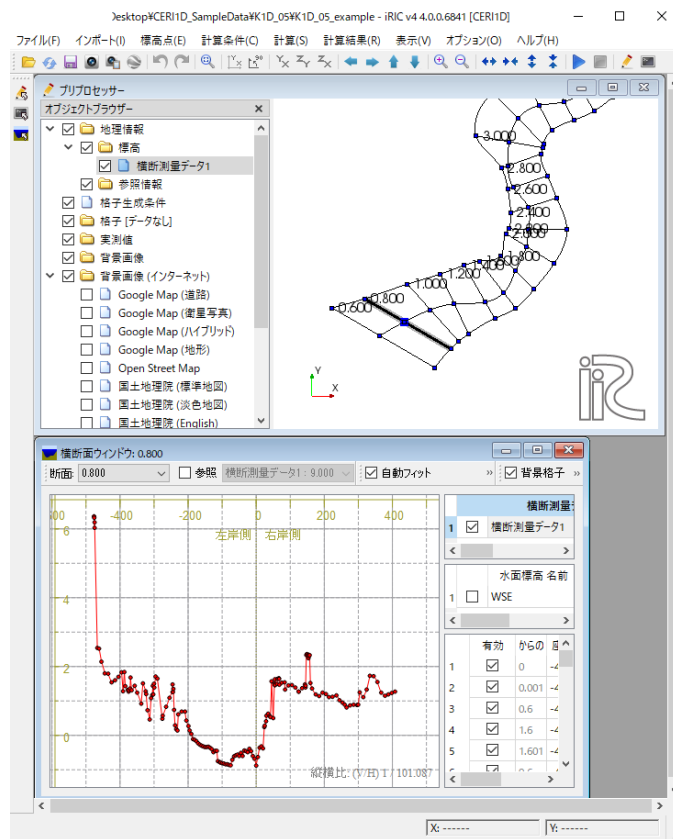 ]esktop¥CERI1D_SampleData¥K1D_05¥K1D_05_example - iRIC v4 4.0.0.6841 [CERI1D]
ファイル(F) インポート(I) 標高点(E) 計算条件(C) 計算(S) 計算結果(R) 表示(V) オプション(O) ヘルプ(H)
プリプロセッサー
オブジェクトブラウザー
地理情報
標高
横断測量データ1
参照情報
格子生成条件
格子 [データなし]
実測値
背景画像
背景画像 (インターネット)
Google Map (道路)
Google Map (衛星写真)
Google Map (ハイブリッド)
Google Map (地形)
Open Street Map
国土地理院 (標準地図)
国土地理院 (淡色地図)
国土地理院 (English)
3.000
2.800
2.600
2.400
1.800
1.200
1.000
0.800
0.600
Y
X
iRIC
横断面ウィンドウ: 0.800
断面: 0.800 参照 横断測量データ1 : 9.000 自動フィット » 背景格子 »
-400 -200 0 200 400
左岸側 右岸側
6
4
2
0
縦横比: (V/H) 1 / 101.087
横断測量デ
1 横断測量データ1
水面標高 名前
1 WSE
有効 からの
1 0 -4
2 0.001 -4
3 0.6 -4
4 1.6 -4
5 1.601 -4
X: ------ Y: ------